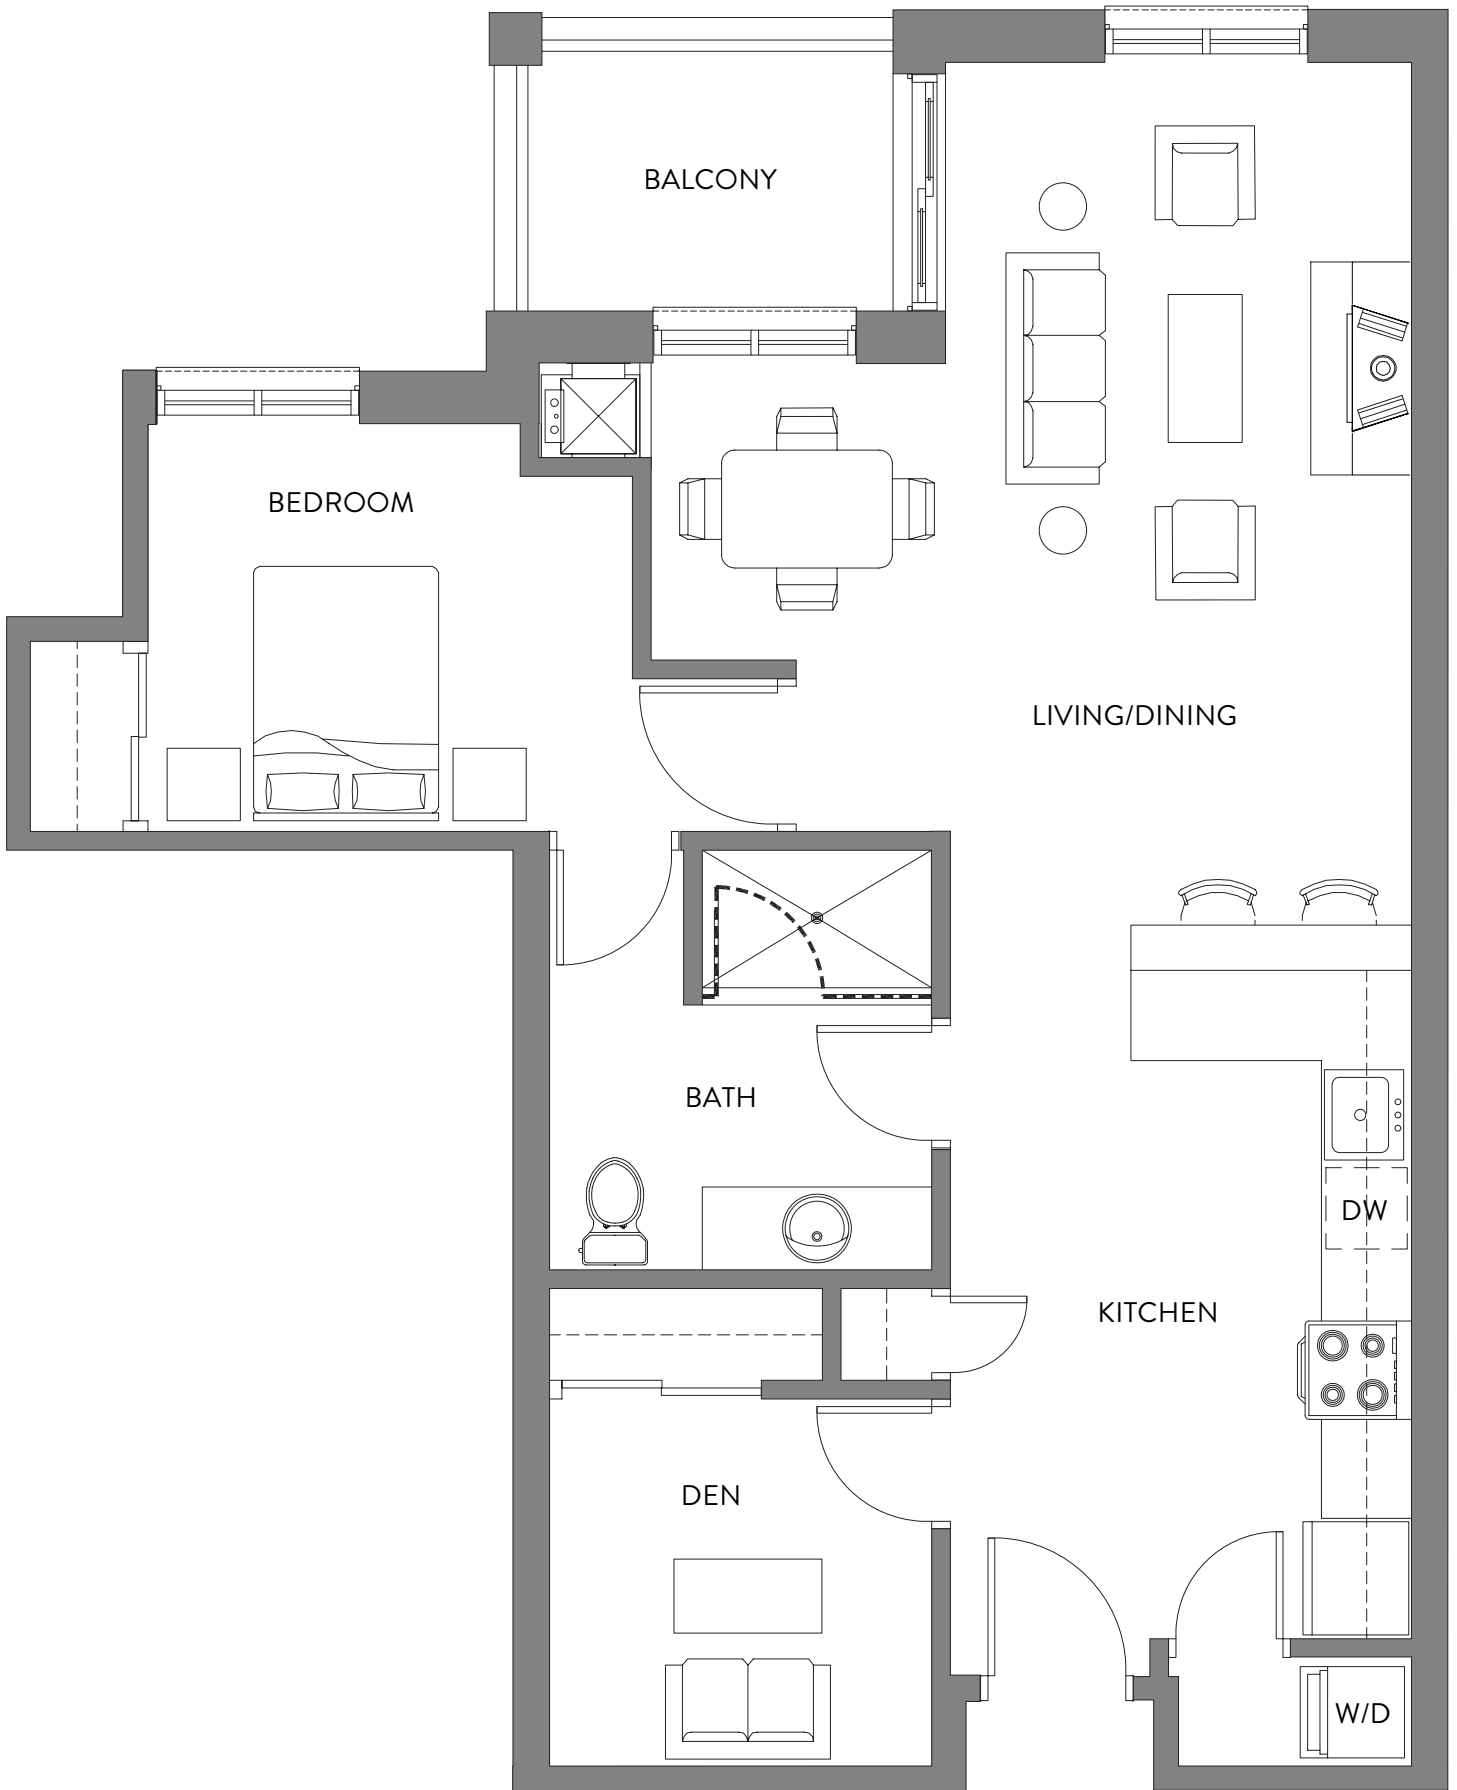 BALCONY
BEDROOM
LIVING/DINING
BATH
DW
KITCHEN
DEN
W/D